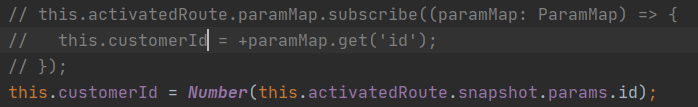 // this.activatedRoute.paramMap.subscribe((paramMap: ParamMap) => {
//   this.customerId = +paramMap.get('id');
// });
this.customerId = Number(this.activatedRoute.snapshot.params.id);